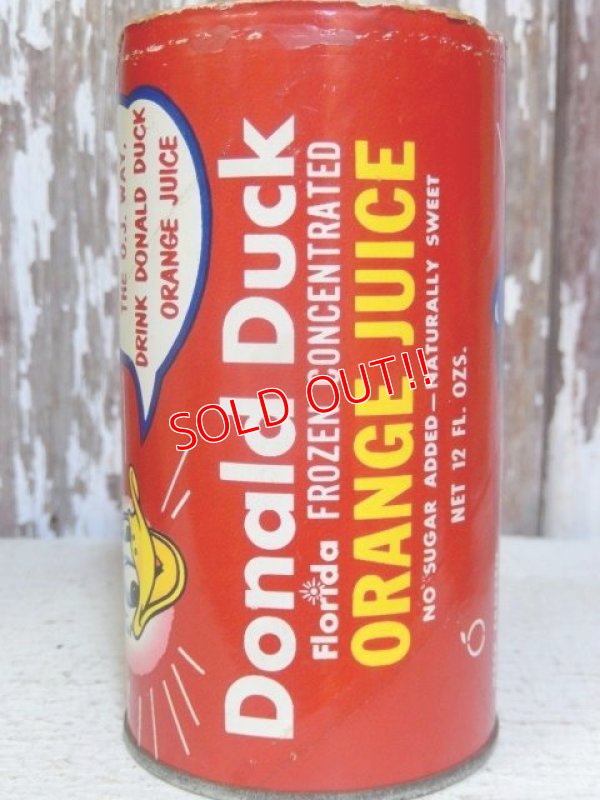 THE O.J. WAY.
DRINK DONALD DUCK
ORANGE JUICE
Donald Duck
Florida FROZEN CONCENTRATED
ORANGE JUICE
NO SUGAR ADDED—NATURALLY SWEET
NET 12 FL. OZS.
SOLD OUT!!